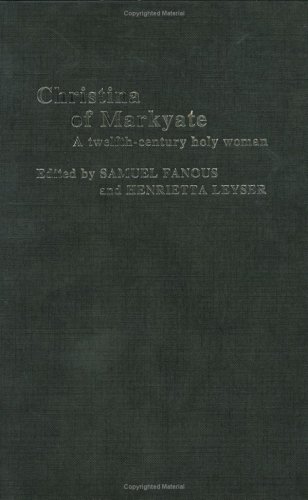 Christina
of Markyate
A twelfth-century holy woman
Edited by SAMUEL FANOUS
and HENRIETTA LEYSER